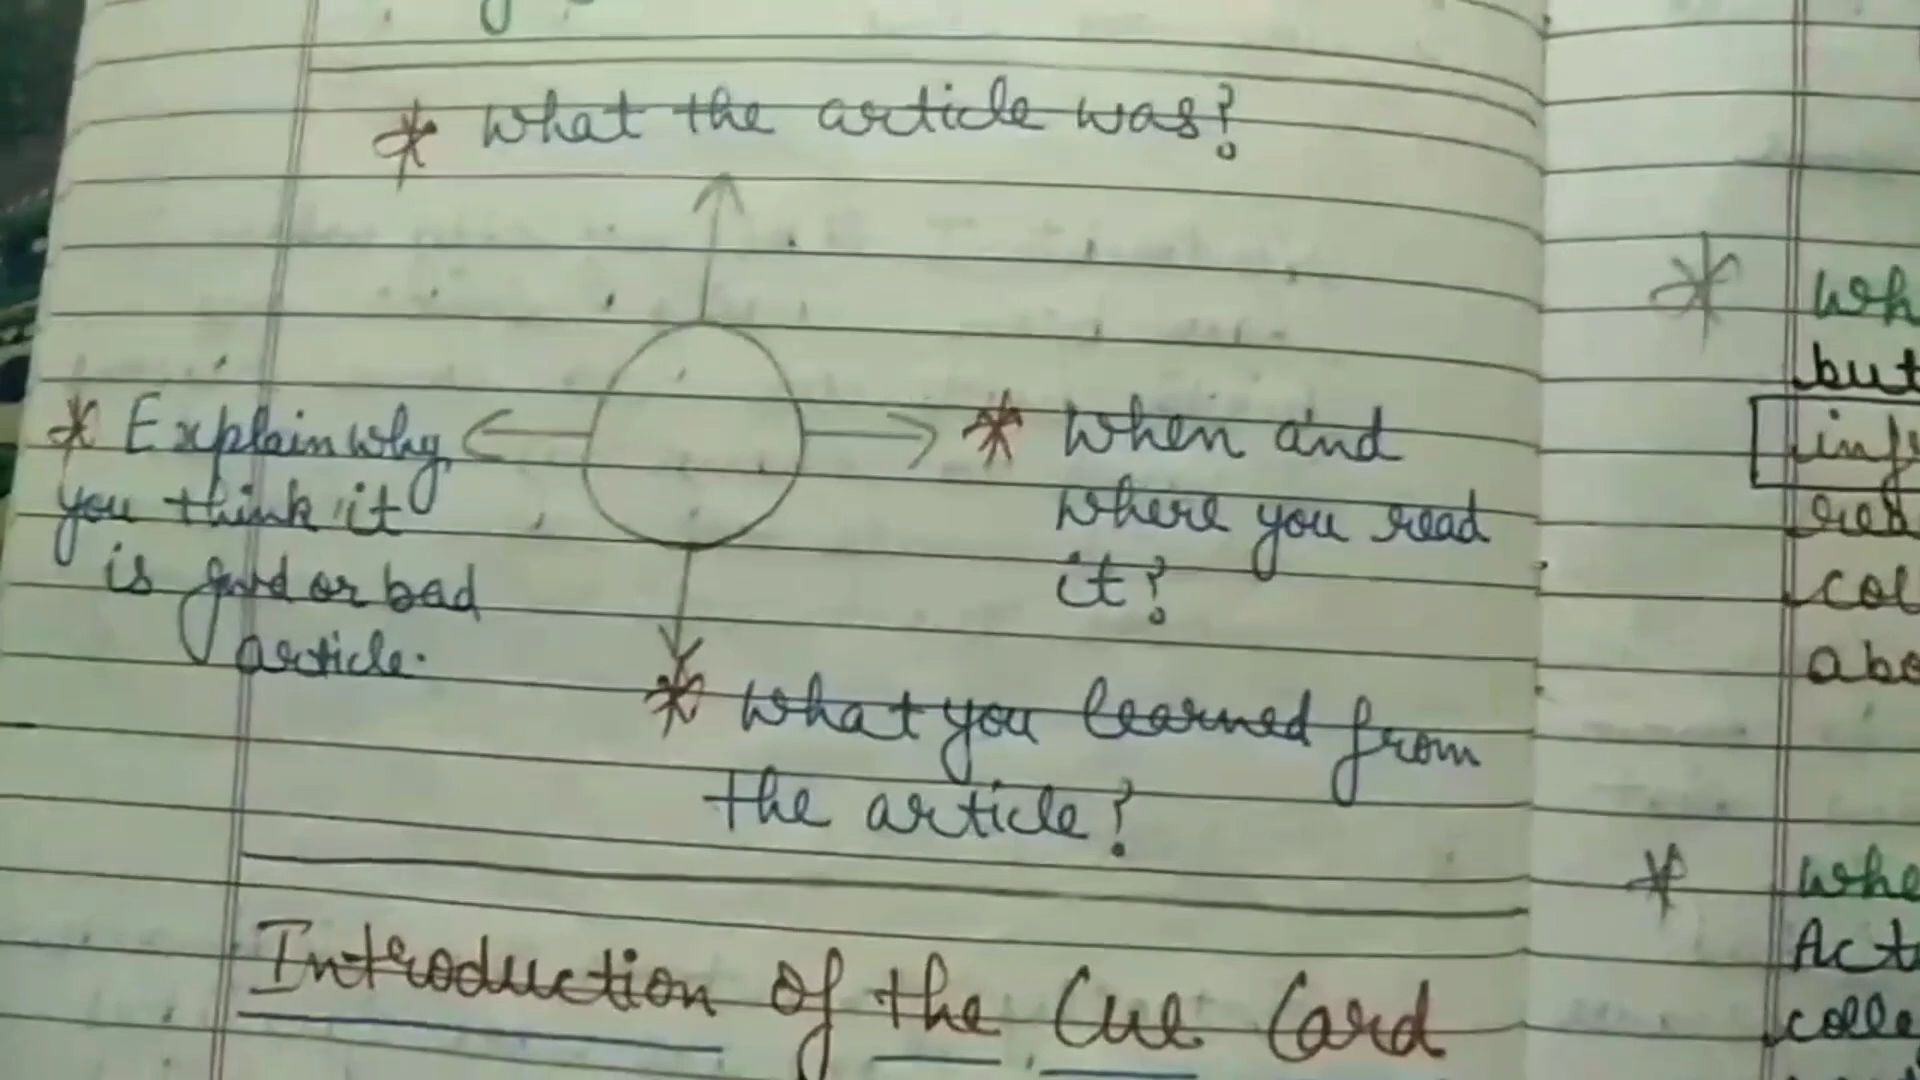 * What the article was?
* Explain why
you think it
is good or bad
article.
* When and
where you read
it?
* What you learned from
the article?
Introduction of the Cue Card
*
but
*